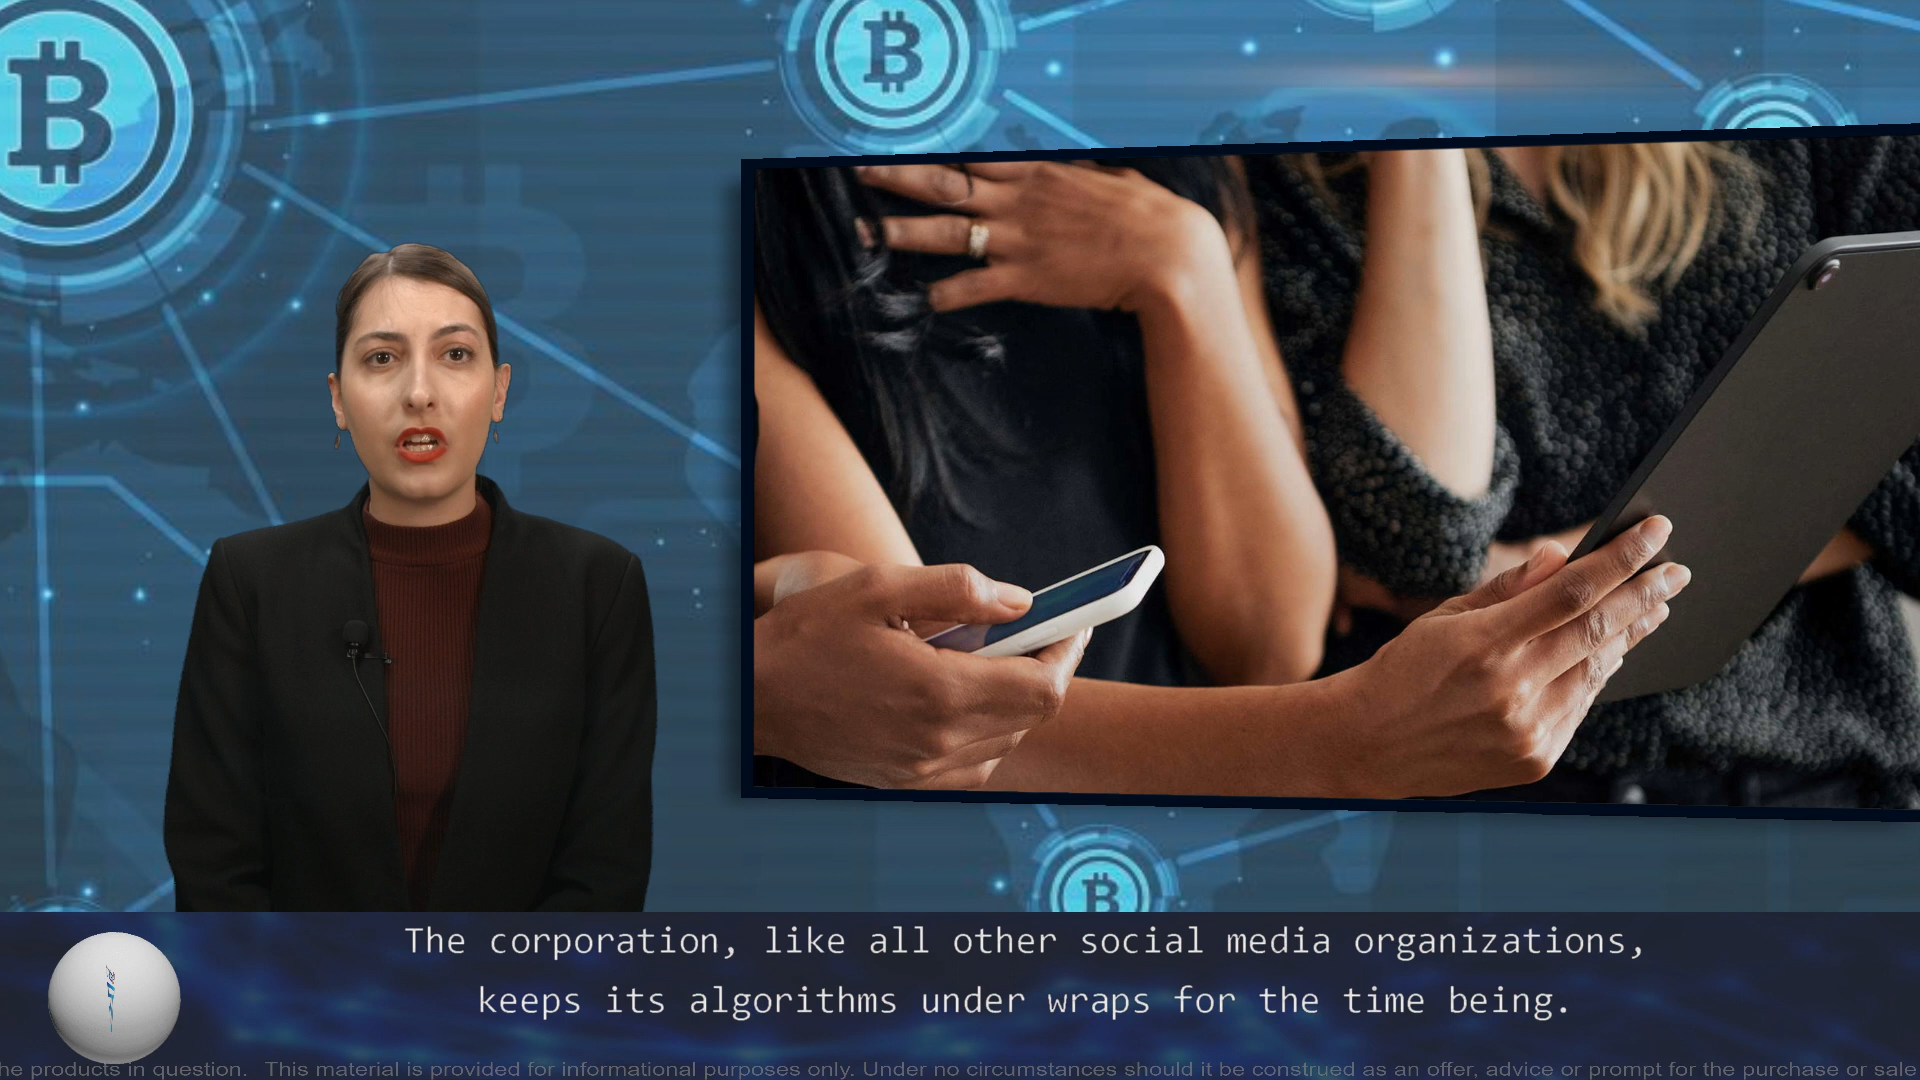 The corporation, like all other social media organizations,
keeps its algorithms under wraps for the time being.
he products in question. This material is provided for informational purposes only. Under no circumstances should it be construed as an offer, advice or prompt for the purchase or sale